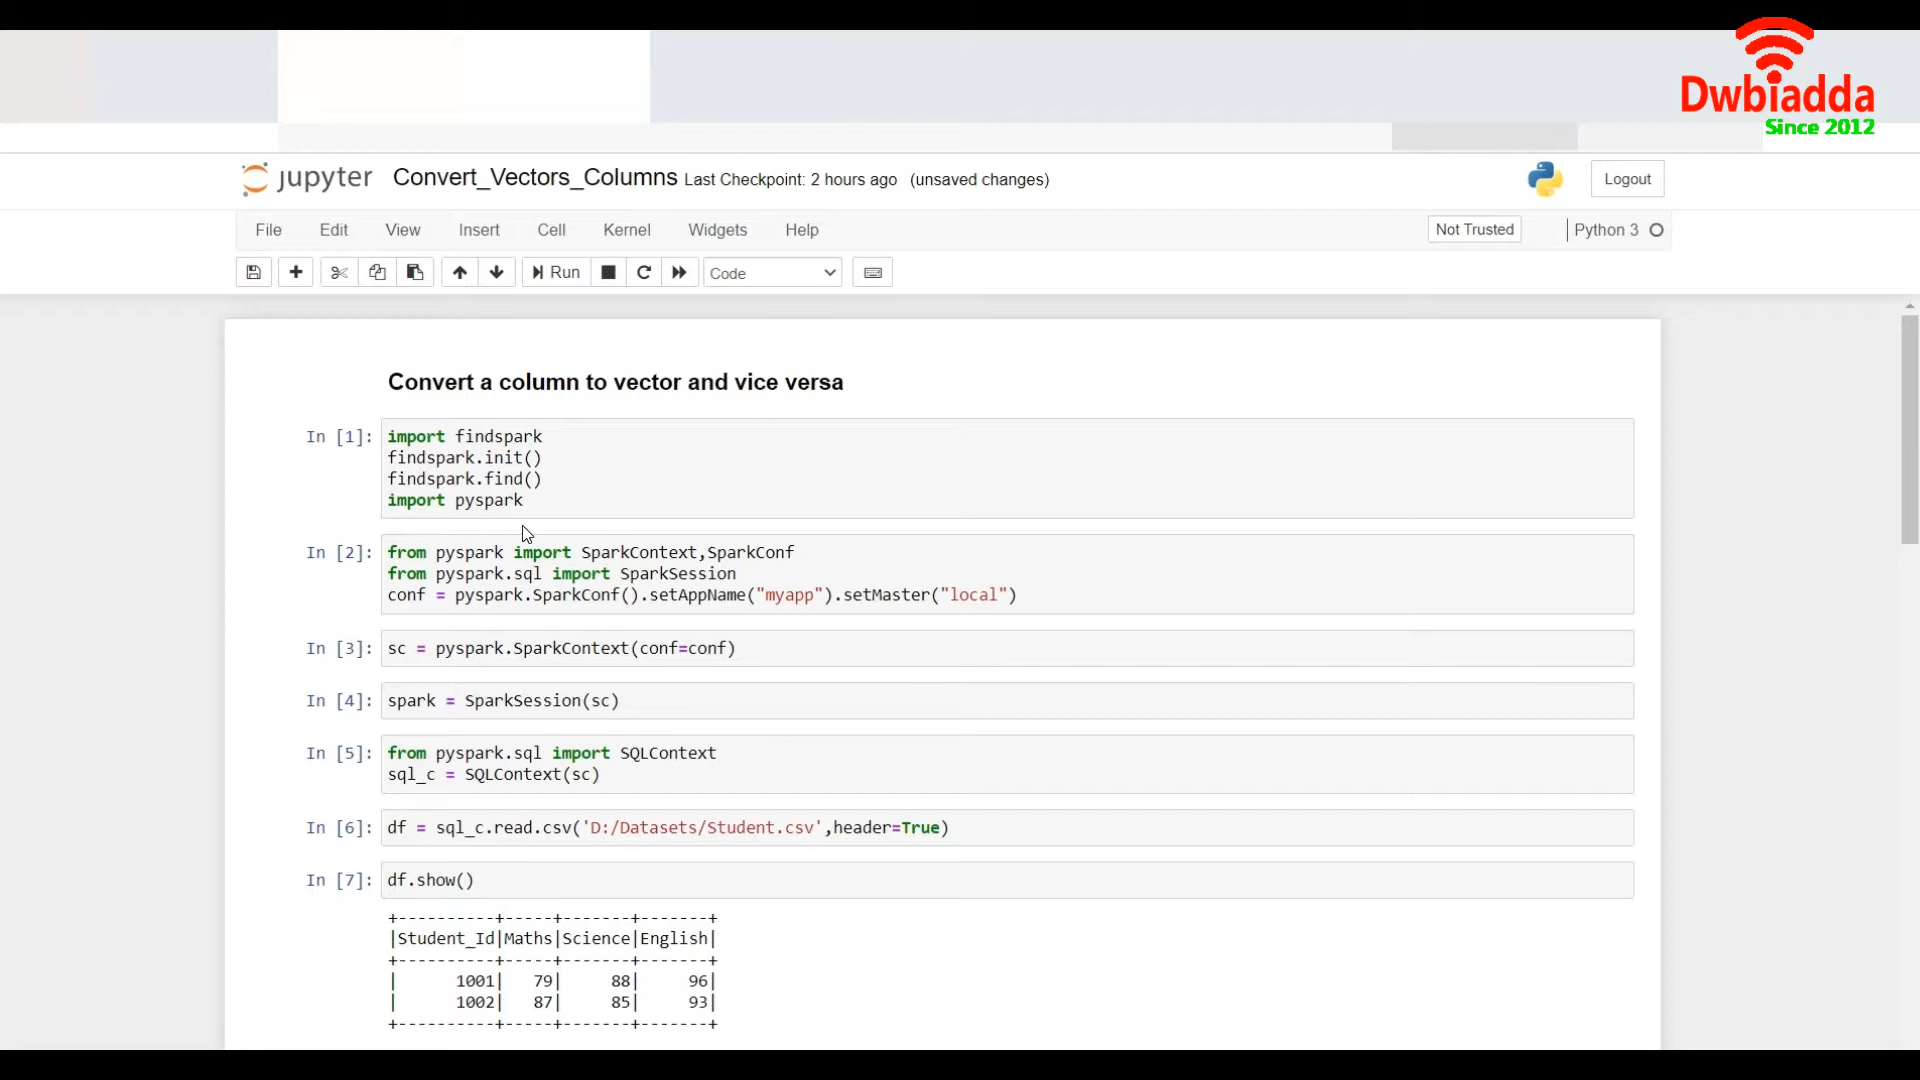 Dwbiadda
Since 2012
jupyter Convert_Vectors_Columns Last Checkpoint: 2 hours ago (unsaved changes)
Logout
File Edit View Insert Cell Kernel Widgets Help
Not Trusted
Python 3
Run
Code
Convert a column to vector and vice versa
In [1]: import findspark
findspark.init()
findspark.find()
import pyspark
In [2]: from pyspark import SparkContext,SparkConf
from pyspark.sql import SparkSession
conf = pyspark.SparkConf().setAppName("myapp").setMaster("local")
In [3]: sc = pyspark.SparkContext(conf=conf)
In [4]: spark = SparkSession(sc)
In [5]: from pyspark.sql import SQLContext
sql_c = SQLContext(sc)
In [6]: df = sql_c.read.csv('D:/Datasets/Student.csv',header=True)
In [7]: df.show()
+----------+-----+-------+-------+
|Student_Id|Maths|Science|English|
+----------+-----+-------+-------+
|      1001|   79|     88|     96|
|      1002|   87|     85|     93|
+----------+-----+-------+-------+